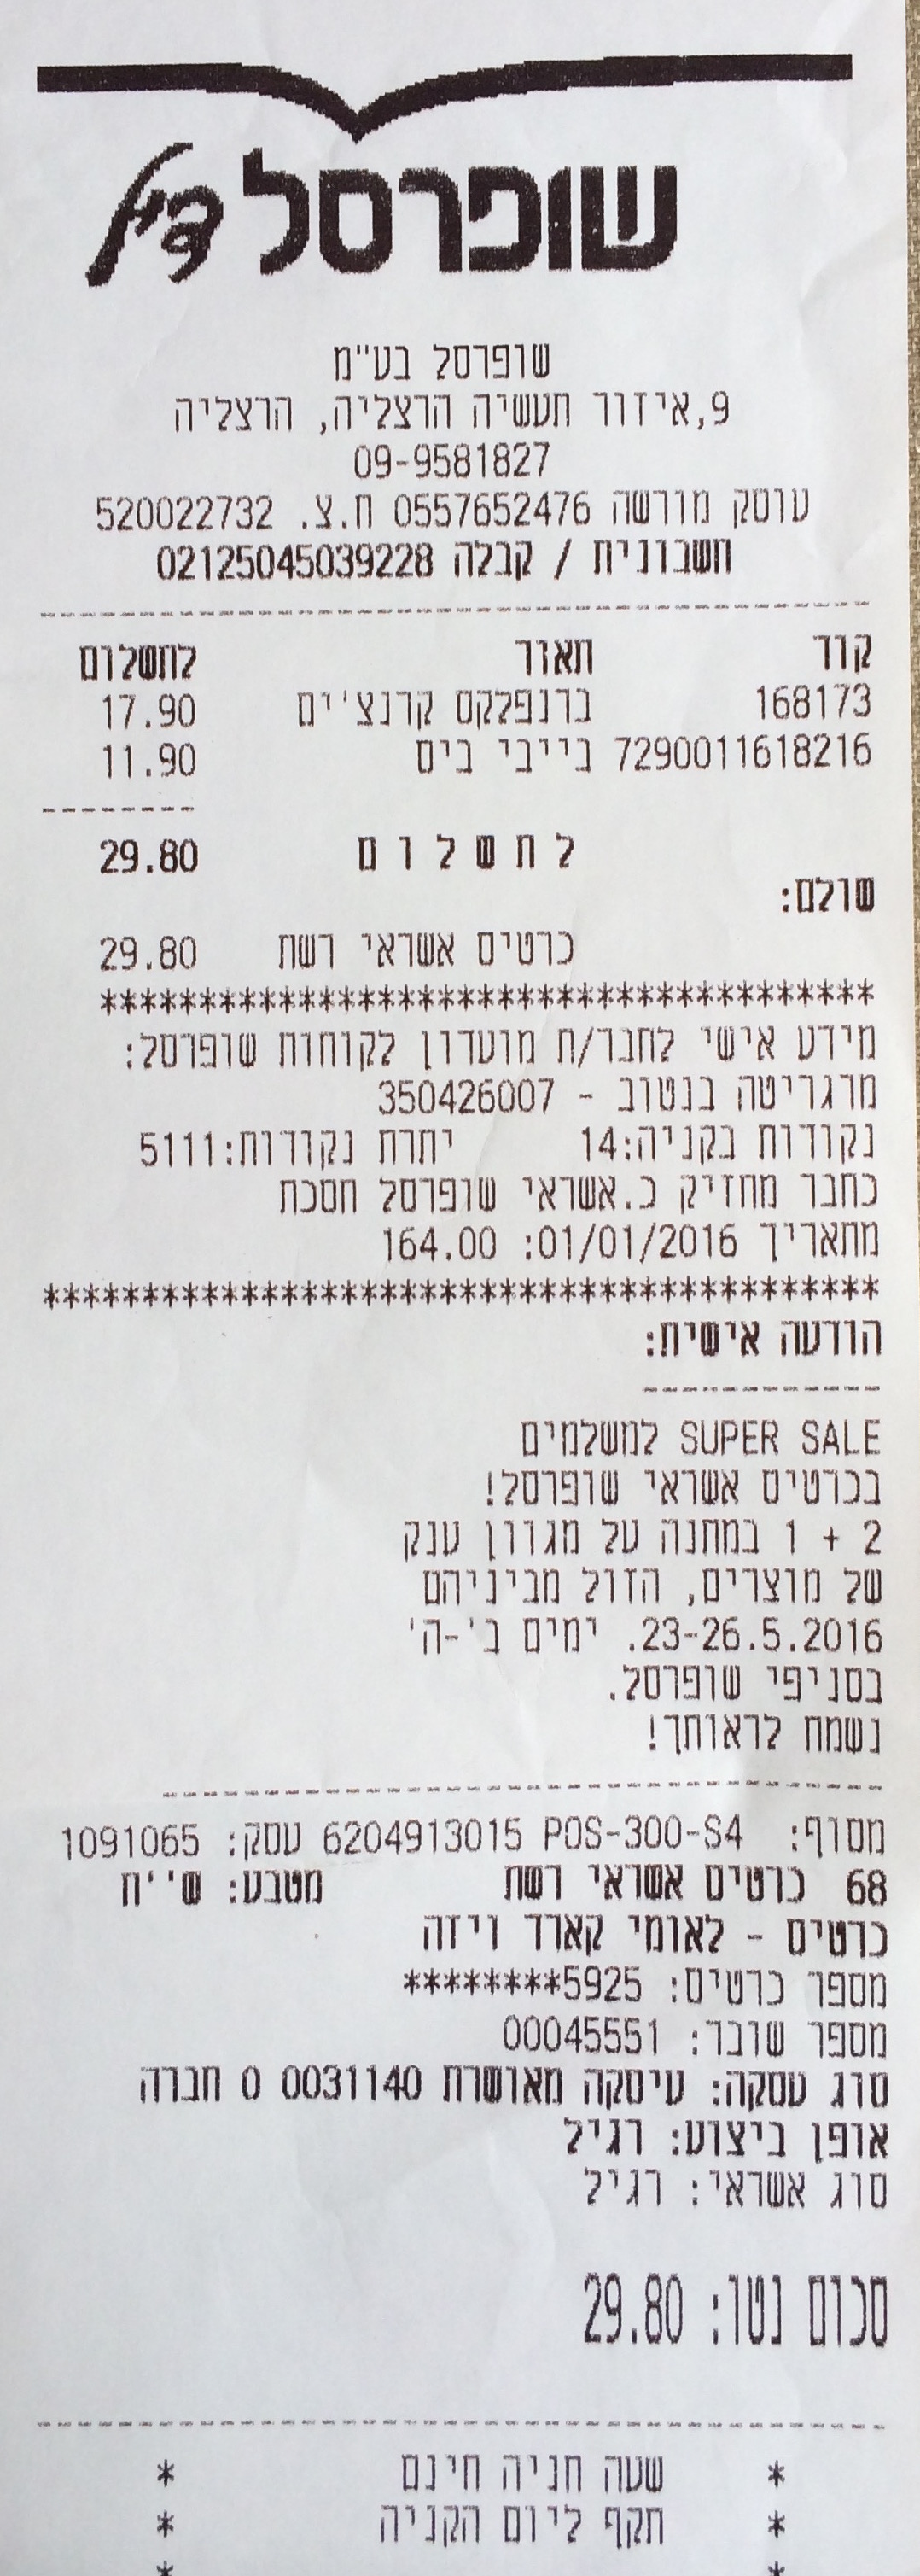 שופרסל דיל
שופרסל בע"מ
9,איזור תעשיה הרצליה, הרצליה
09-9581827
עוסק מורשה 0557652476 ח.צ. 520022732
חשבונית / קבלה 02125045039228
קוד תאור לתשלום
168173 ברנפלקס קרנצ'ים 17.90
7290011618216 בייבי ביס 11.90
לתשלום 29.80
שולם:
כרטיס אשראי רשת 29.80
***************************************
מידע אישי לחבר/ת מועדון לקוחות שופרסל:
מרגריטה בנטוב - 350426007
נקודות בקניה:14 יתרת נקודות:5111
כחבר מחזיק כ.אשראי שופרסל חסכת
מתאריך 01/01/2016: 164.00
******************************************
הודעה אישית:
SUPER SALE למשלמים
בכרטיס אשראי שופרסל!
2 + 1 במתנה על מגוון ענק
של מוצרים, הזול מביניהם
23-26.5.2016. ימים ב'-ה'
בסניפי שופרסל.
נשמח לראותך!
מסוף: 6204913015 POS-300-S4 עסק: 1091065
68 כרטיס אשראי רשת מטבע: ש''ח
כרטיס - לאומי קארד ויזה
מספר כרטיס: 5925********
מספר שובר: 00045551
סוג עסקה: עיסקה מאושרת 0031140 0 חברה
אופן ביצוע: רגיל
סוג אשראי: רגיל
סכום נטו: 29.80
* שעה חניה חינם *
* תקף ליום הקניה *